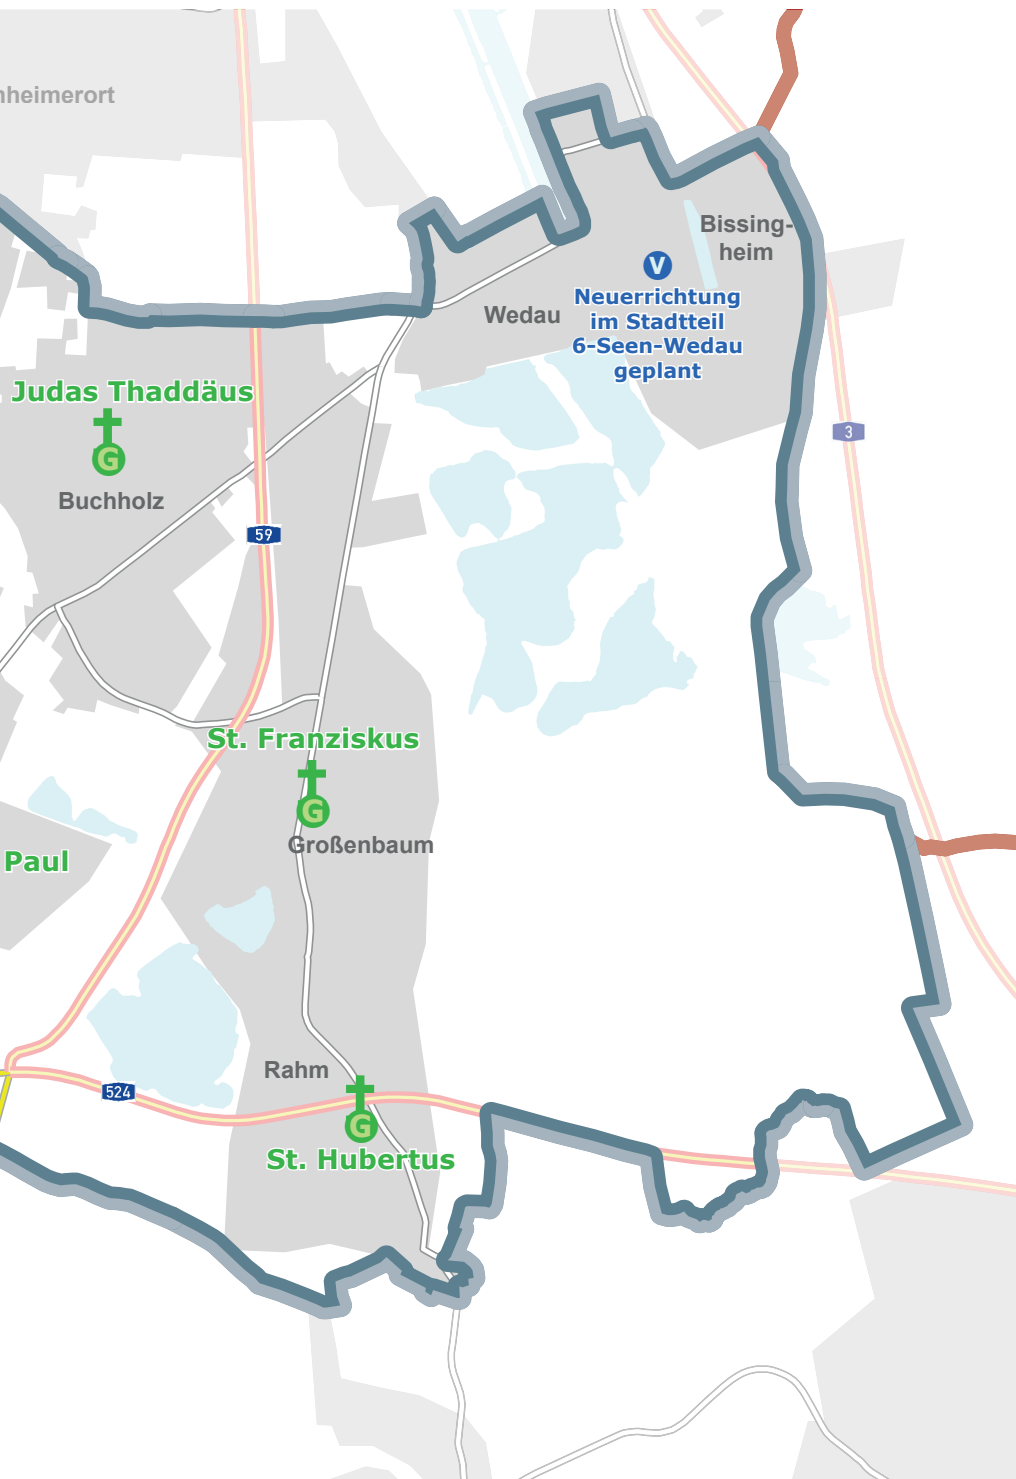 nheimerort
Bissing-
heim
V
Neuerrichtung
im Stadtteil
6-Seen-Wedau
geplant
Wedau
Judas Thaddäus
G
Buchholz
3
59
St. Franziskus
G
Großenbaum
Paul
Rahm
524
G
St. Hubertus